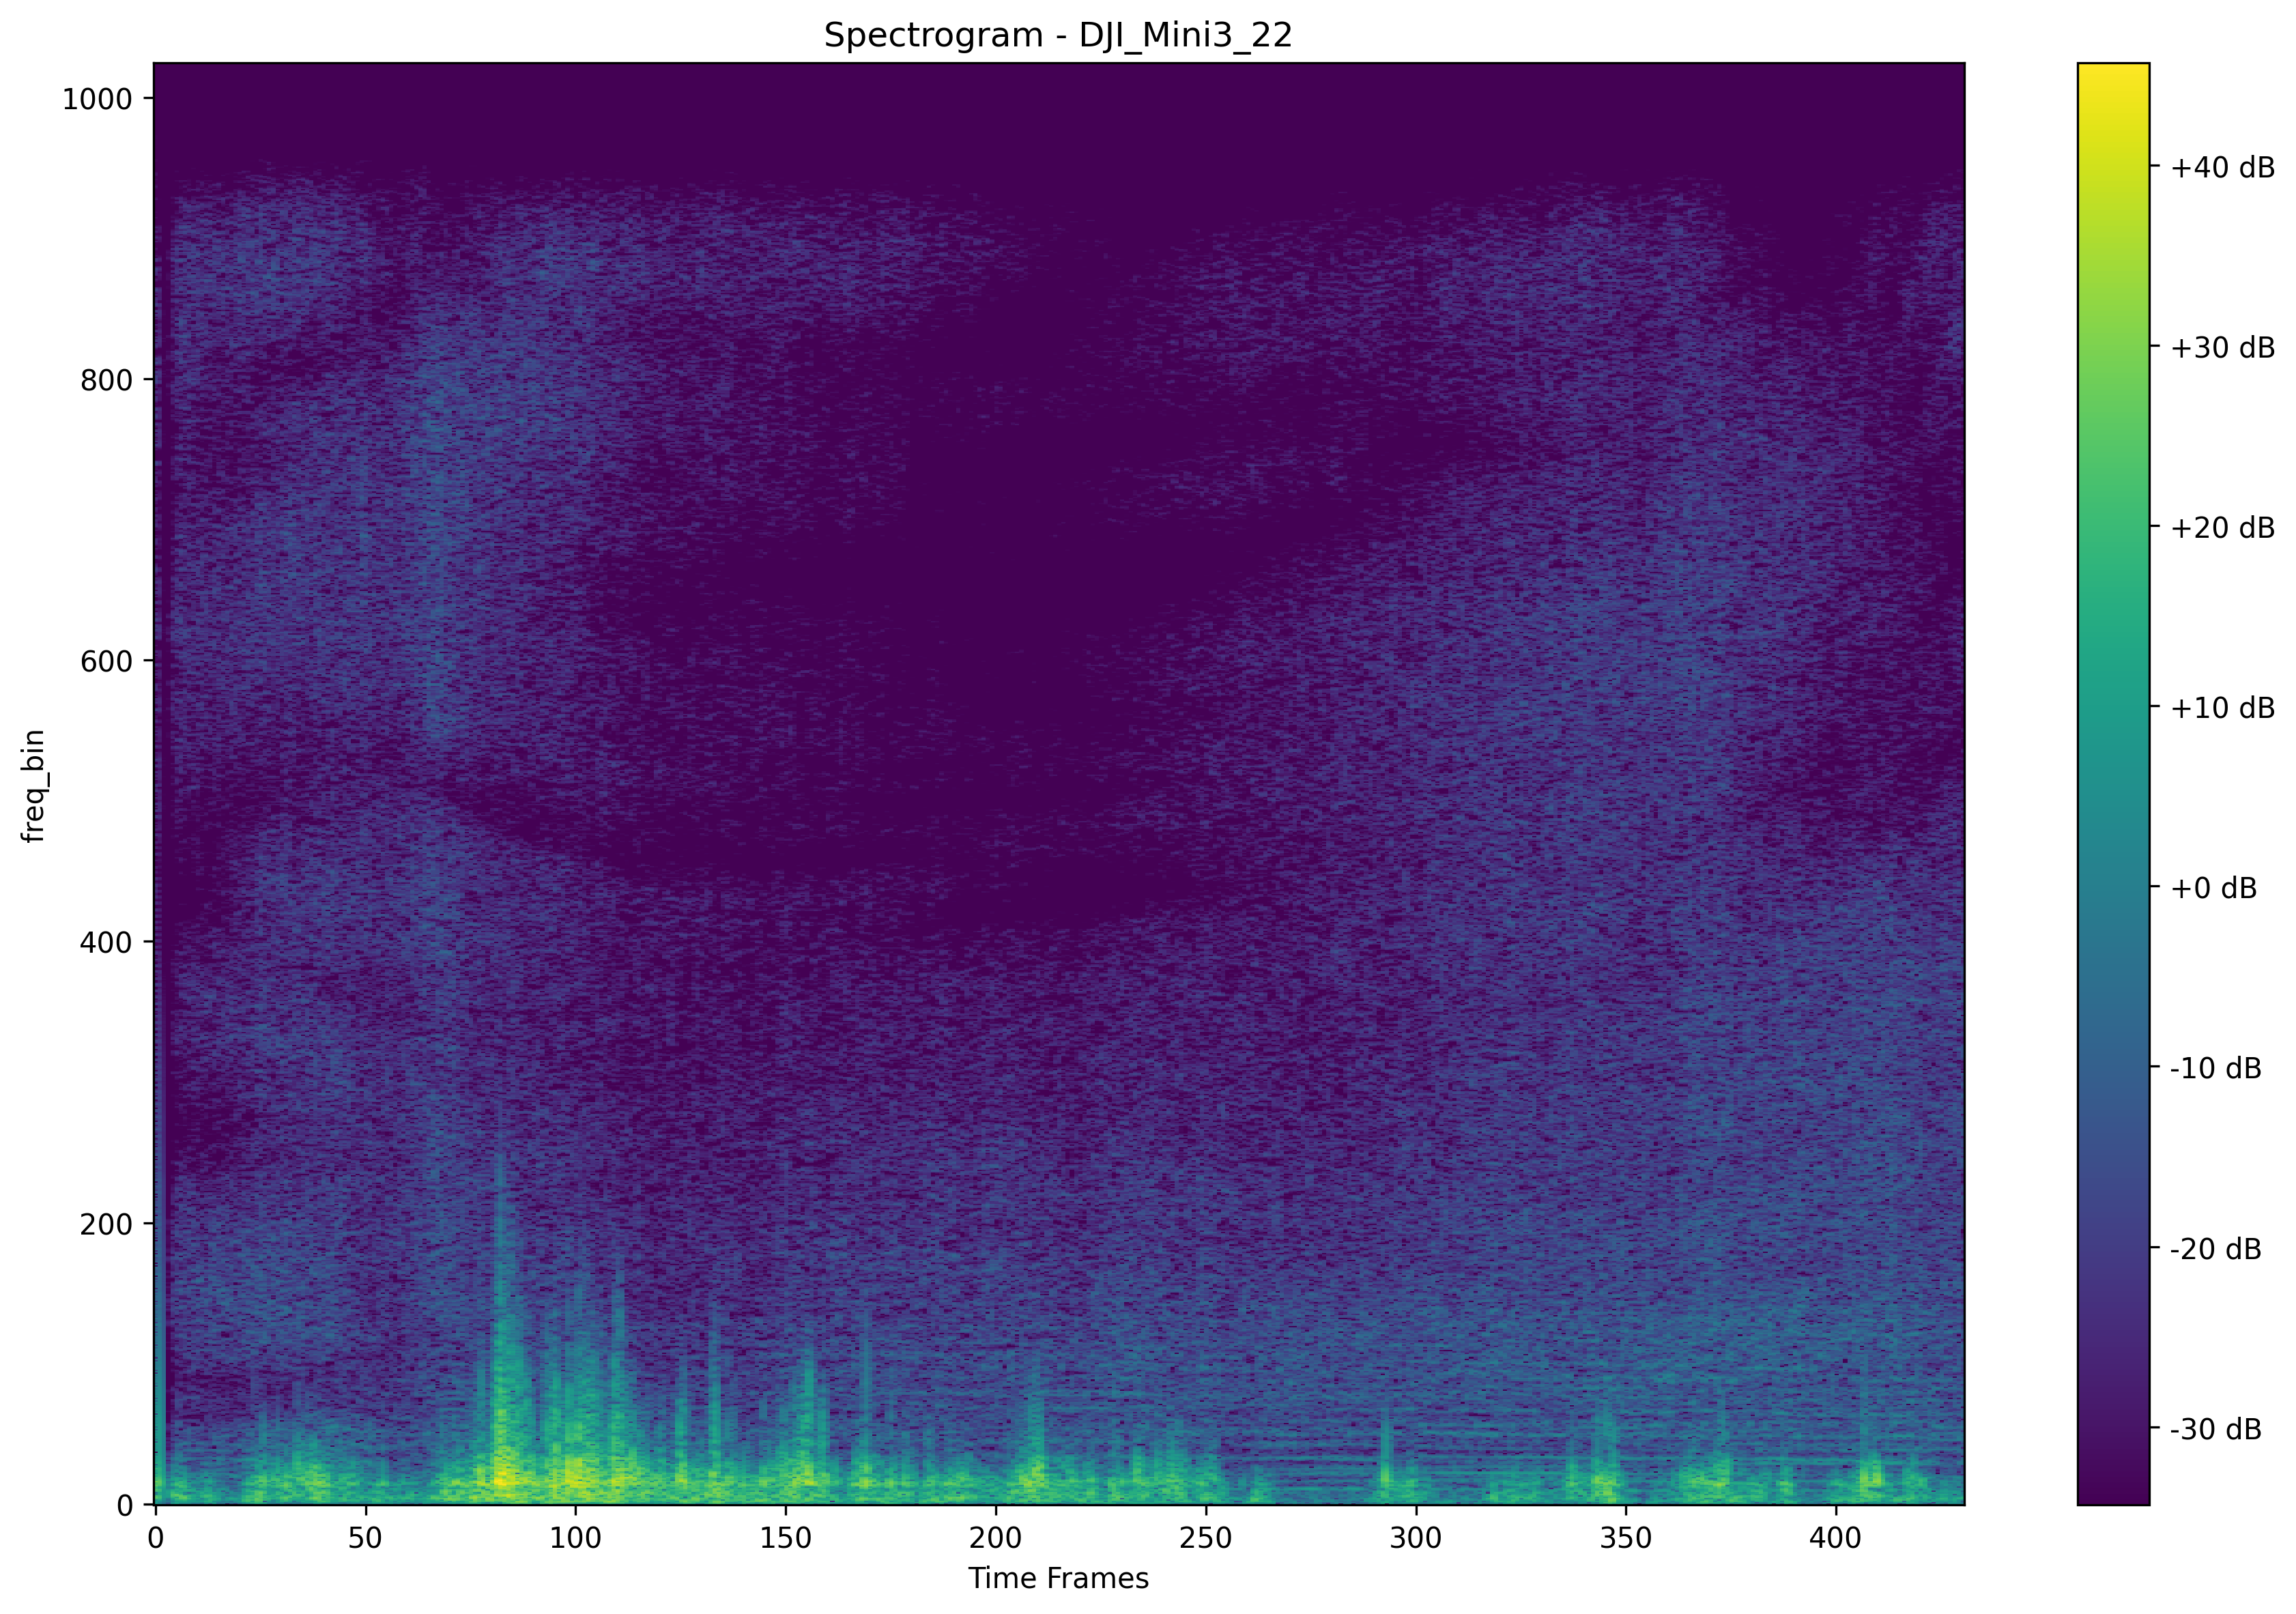 Spectrogram - DJI_Mini3_22
1000
800
600
400
200
0
freq_bin
0 50 100 150 200 250 300 350 400
Time Frames
+40 dB
+30 dB
+20 dB
+10 dB
+0 dB
-10 dB
-20 dB
-30 dB